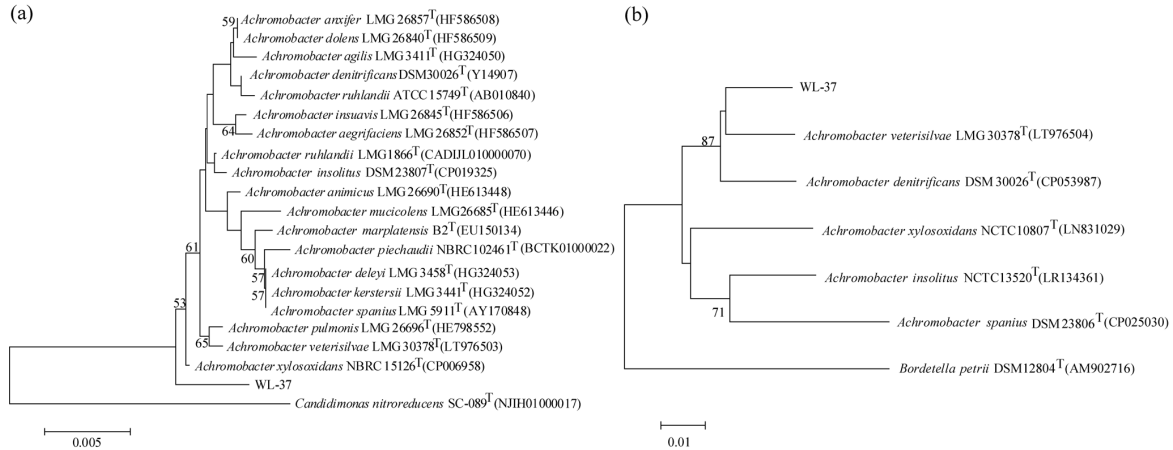 (a)
59
Achromobacter anxifer LMG 26857T(HF586508)
Achromobacter dolens LMG 26840T(HF586509)
Achromobacter agilis LMG 3411T(HG324050)
Achromobacter denitrificans DSM30026T(Y14907)
Achromobacter ruhlandii ATCC 15749T(AB010840)
Achromobacter insuavis LMG 26845T(HF586506)
64
Achromobacter aegrifaciens LMG 26852T(HF586507)
Achromobacter ruhlandii LMG1866T(CADIJL010000070)
Achromobacter insolitus DSM 23807T(CP019325)
Achromobacter animicus LMG 26690T(HE613448)
Achromobacter mucicolens LMG26685T(HE613446)
Achromobacter marplatensis B2T(EU150134)
61
Achromobacter piechaudii NBRC102461T(BCTK01000022)
60
Achromobacter deleyi LMG 3458T(HG324053)
57
Achromobacter kerstersii LMG 3441T(HG324052)
57
Achromobacter spanius LMG 5911T(AY170848)
53
Achromobacter pulmonis LMG 26696T(HE798552)
65
Achromobacter veterisilvae LMG 30378T(LT976503)
Achromobacter xylosoxidans NBRC 15126T(CP006958)
WL-37
Candidimonas nitroreducens SC-089T(NJIH01000017)
0.005
(b)
WL-37
Achromobacter veterisilvae LMG 30378T(LT976504)
87
Achromobacter denitrificans DSM 30026T(CP053987)
Achromobacter xylosoxidans NCTC10807T(LN831029)
Achromobacter insolitus NCTC13520T(LR134361)
71
Achromobacter spanius DSM 23806T(CP025030)
Bordetella petrii DSM12804T(AM902716)
0.01